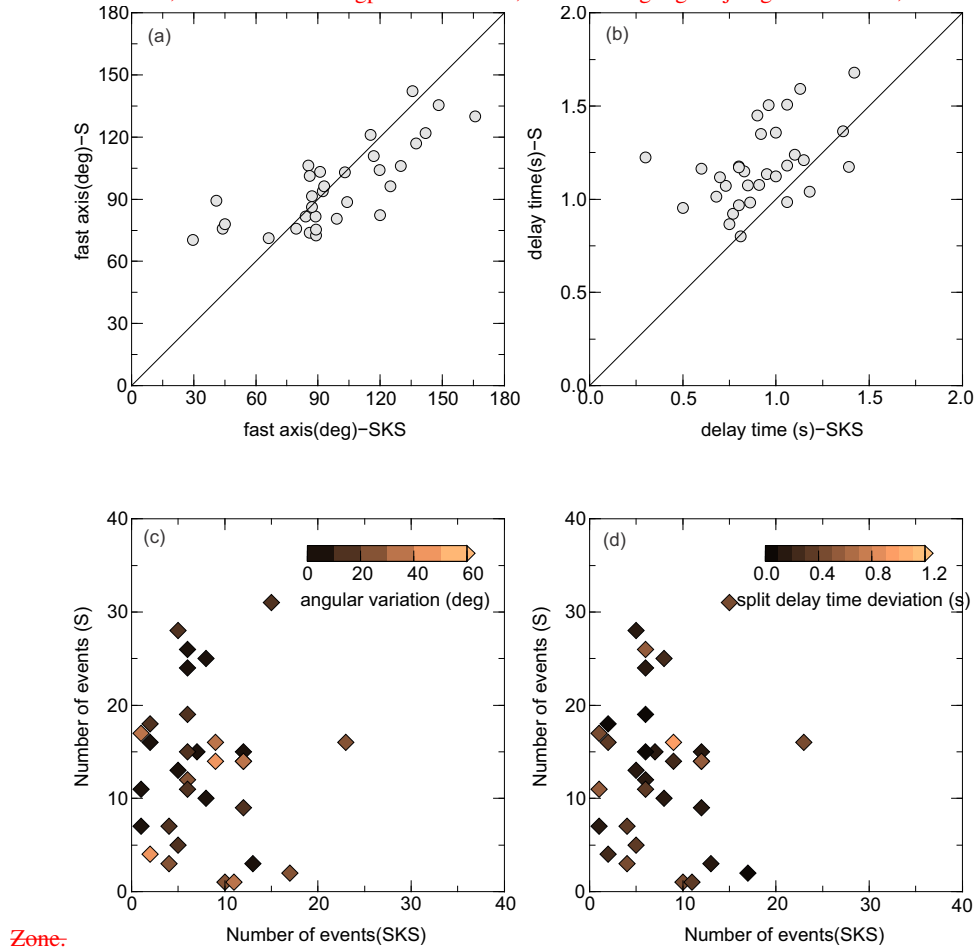 (a)
180
150
120
90
60
30
0
fast axis(deg)−S
0 30 60 90 120 150 180
fast axis(deg)−SKS
(b)
2.0
1.5
1.0
0.5
0.0
delay time(s)−S
0.0 0.5 1.0 1.5 2.0
delay time (s)−SKS
(c)
40
30
20
10
0
Number of events (S)
0 20 40 60
angular variation (deg)
0 10 20 30 40
Number of events(SKS)
(d)
40
30
20
10
0
Number of events(S)
0.0 0.4 0.8 1.2
split delay time deviation (s)
0 10 20 30 40
Number of events(SKS)
Zone.